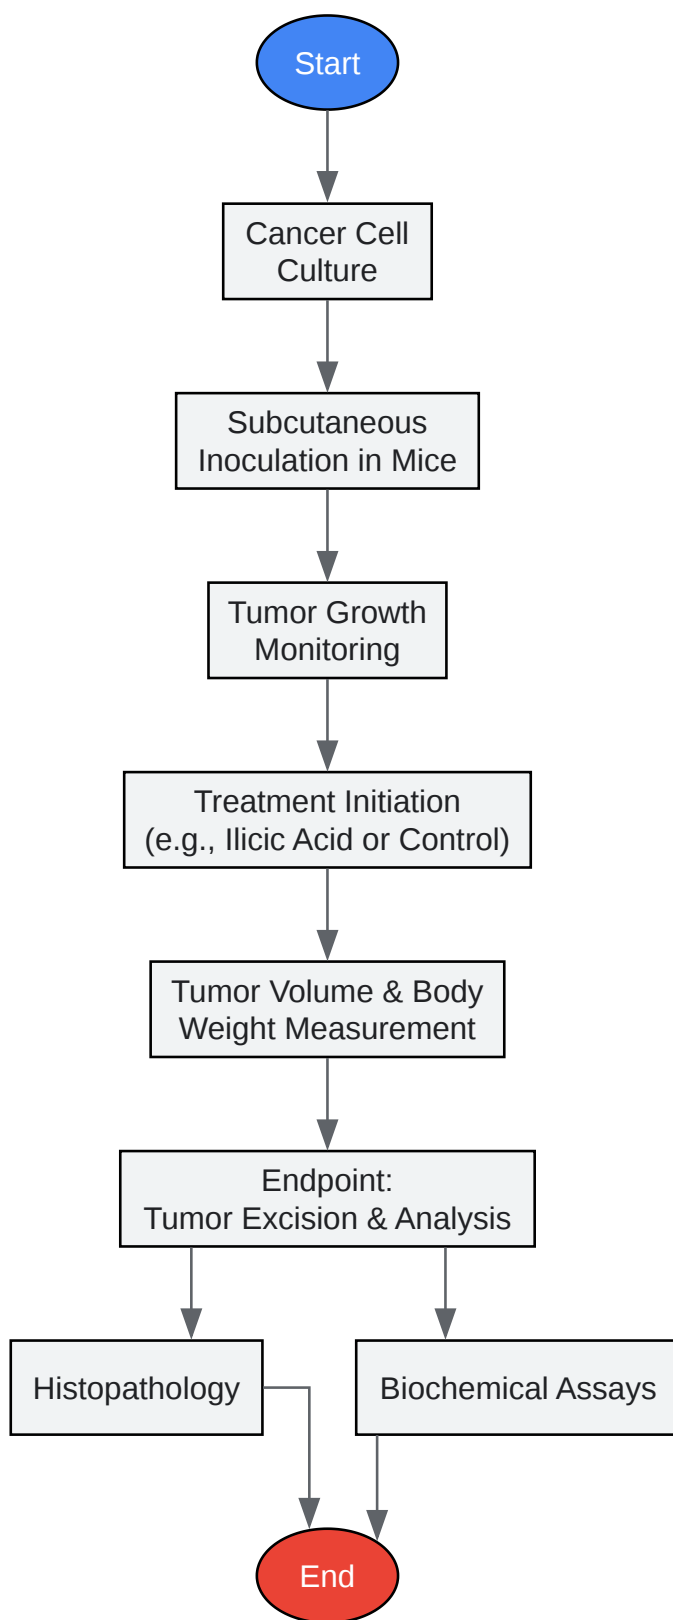 Start
Cancer Cell
Culture
Subcutaneous
Inoculation in Mice
Tumor Growth
Monitoring
Treatment Initiation
(e.g., Ilicic Acid or Control)
Tumor Volume & Body
Weight Measurement
Endpoint:
Tumor Excision & Analysis
Histopathology
Biochemical Assays
End